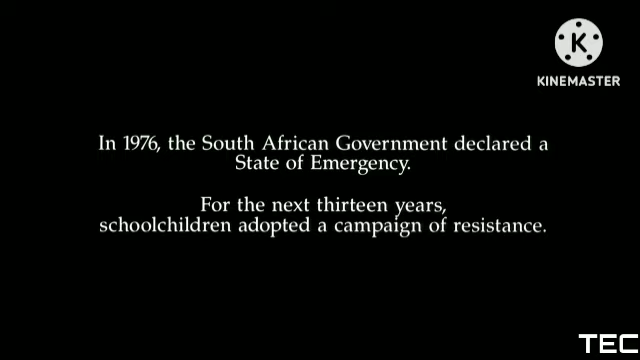 KINEMASTER
In 1976, the South African Government declared a
State of Emergency.
For the next thirteen years,
schoolchildren adopted a campaign of resistance.
TEC